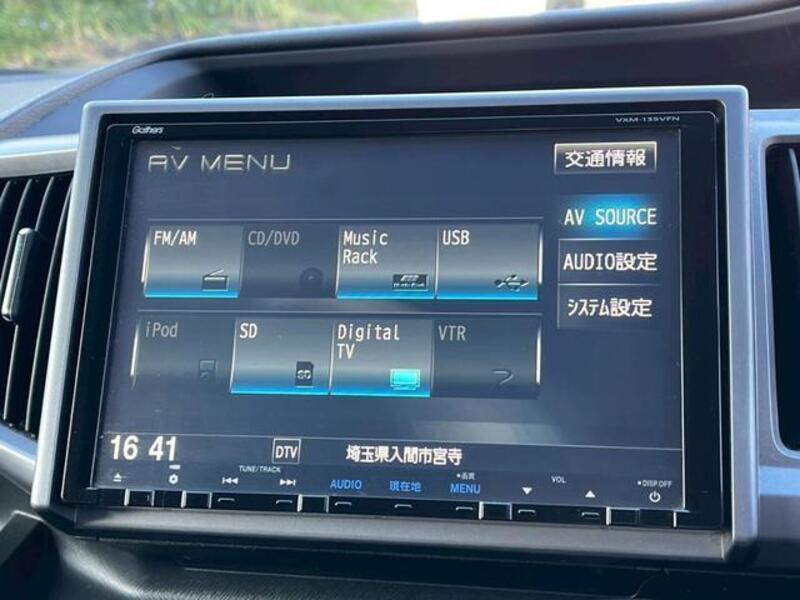 Gathers
VXM-135VFN
AV MENU
交通情報
AV SOURCE
FM/AM
CD/DVD
Music
Rack
USB
AUDIO設定
システム設定
iPod
SD
Digital
TV
VTR
SD
16 41
DTV
埼玉県入間市宮寺
TUNE/TRACK
AUDIO
現在地
画質
MENU
VOL
DISP OFF